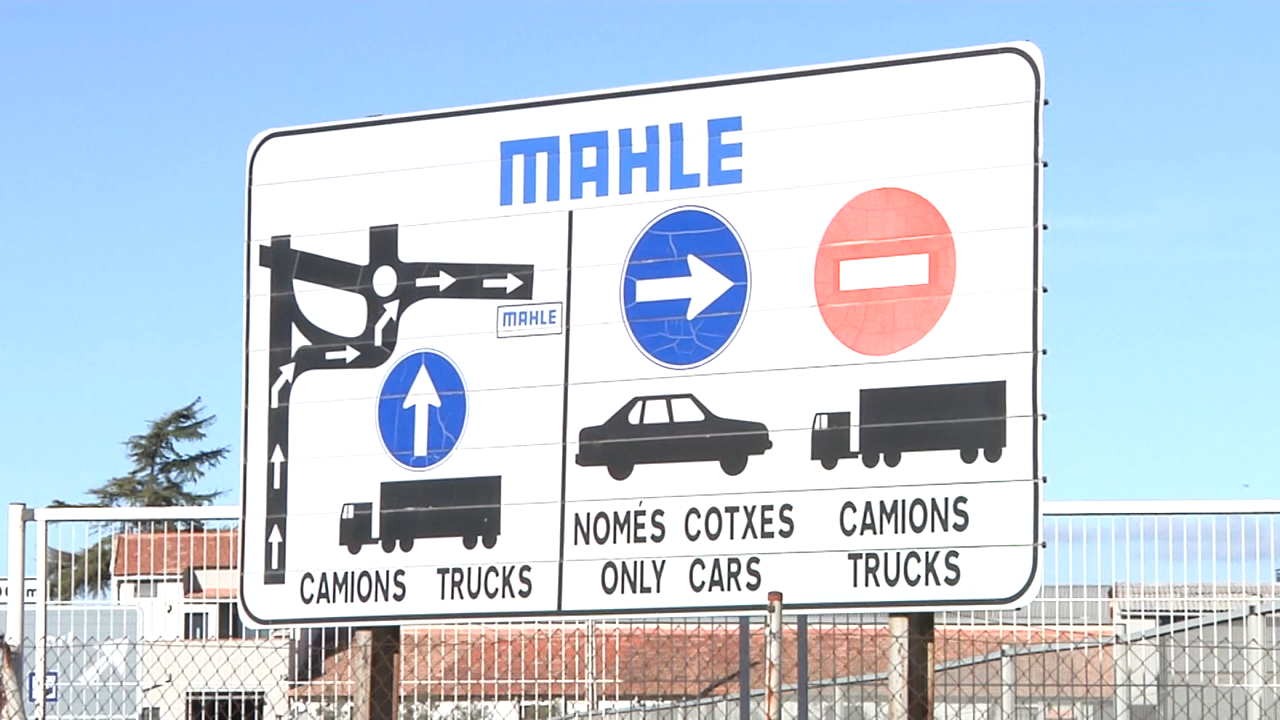 MAHLE
MAHLE
CAMIONS TRUCKS
NOMÉS COTXES
ONLY CARS
CAMIONS
TRUCKS